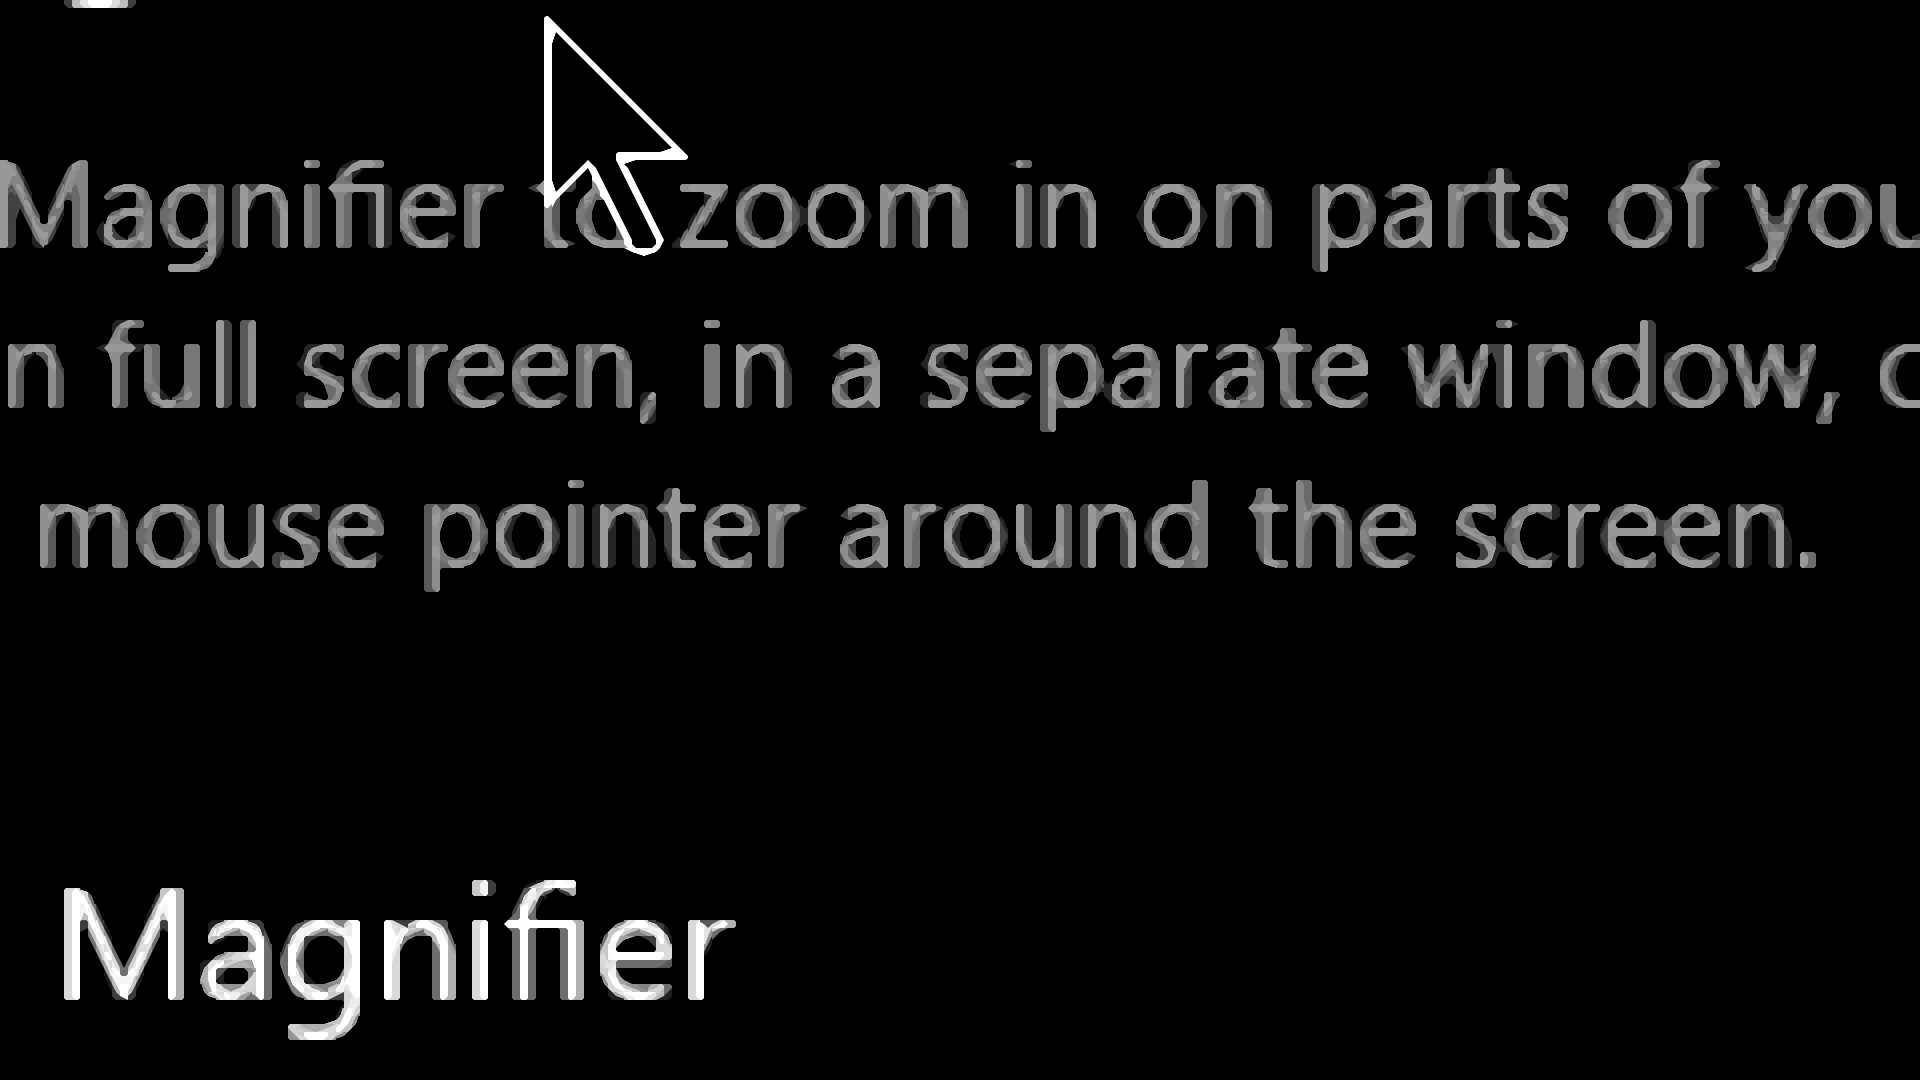 Magnifier to zoom in on parts of you
n full screen, in a separate window, 
mouse pointer around the screen.
Magnifier